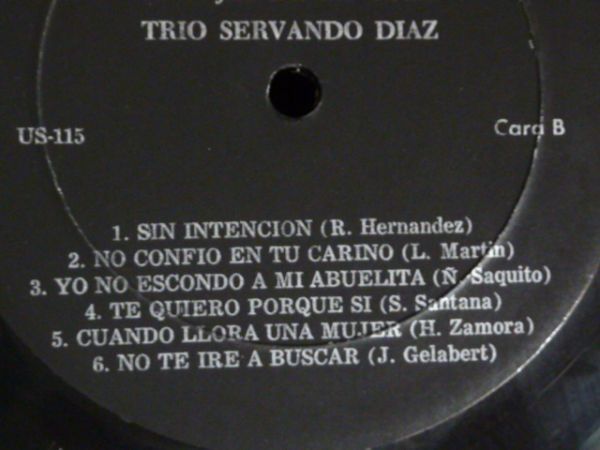 TRIO SERVANDO DIAZ
US-115
Cara B
1. SIN INTENCION (R. Hernandez)
2. NO CONFIO EN TU CARINO (L. Martin)
3. YO NO ESCONDO A MI ABUELITA (Ñ. Saquito)
4. TE QUIERO PORQUE SI (S. Santana)
5. CUANDO LLORA UNA MUJER (H. Zamora)
6. NO TE IRE A BUSCAR (J. Gelabert)